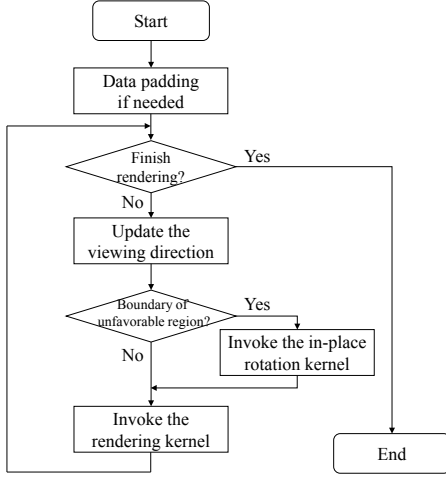 Start
Data padding
if needed
Finish
rendering?
Yes
No
Update the
viewing direction
Boundary of
unfavorable region?
Yes
No
Invoke the in-place
rotation kernel
Invoke the
rendering kernel
End